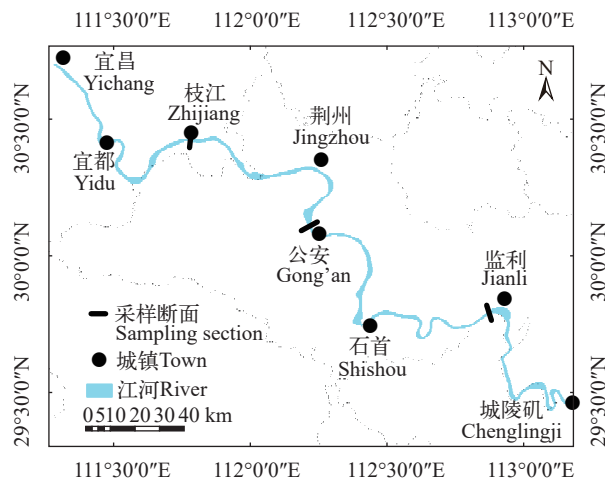 111°30′0″E 112°0′0″E 112°30′0″E 113°0′0″E
宜昌
Yichang
N
枝江
Zhijiang
荆州
Jingzhou
30°30′0″N
30°30′0″N
宜都
Yidu
公安
Gong'an
30°0′0″N
30°0′0″N
监利
Jianli
采样断面
Sampling section
石首
Shishou
城镇Town
江河River
29°30′0″N
29°30′0″N
城陵矶
Chenglingji
0 5 10 20 30 40 km
111°30′0″E 112°0′0″E 112°30′0″E 113°0′0″E